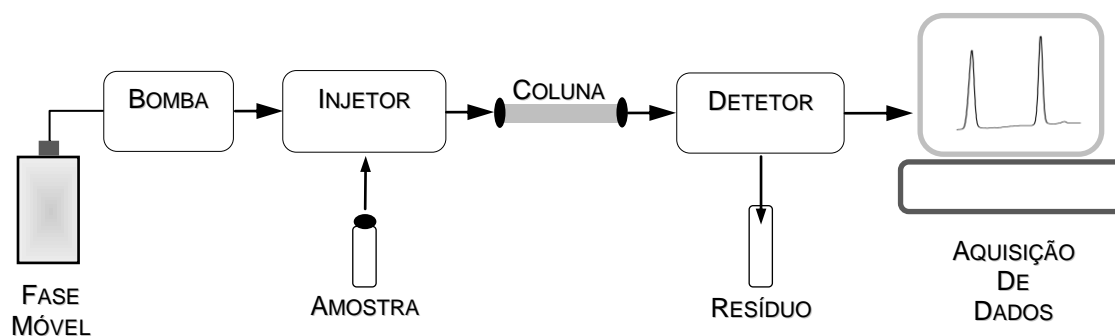 BOMBA
INJETOR
COLUNA
DETETOR
FASE
MÓVEL
AMOSTRA
RESÍDUO
AQUISIÇÃO
DE
DADOS